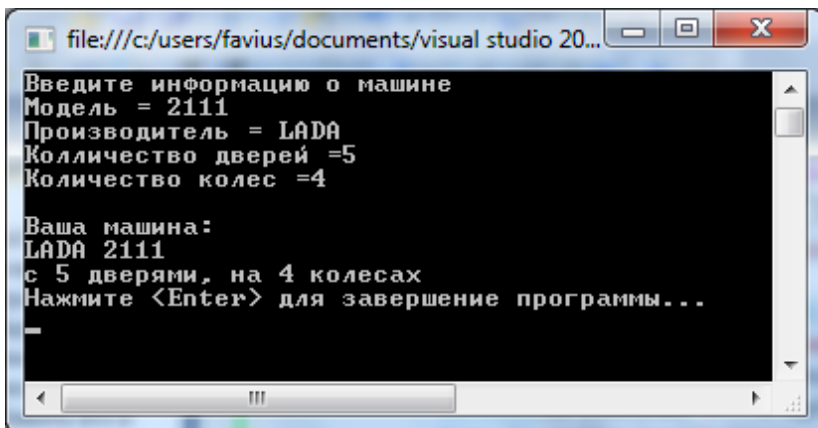 file:///c:/users/favius/documents/visual studio 20...
Введите информацию о машине
Модель = 2111
Производитель = LADA
Колличество дверей =5
Количество колес =4
Ваша машина:
LADA 2111
с 5 дверями, на 4 колесах
Нажмите <Enter> для завершение программы...